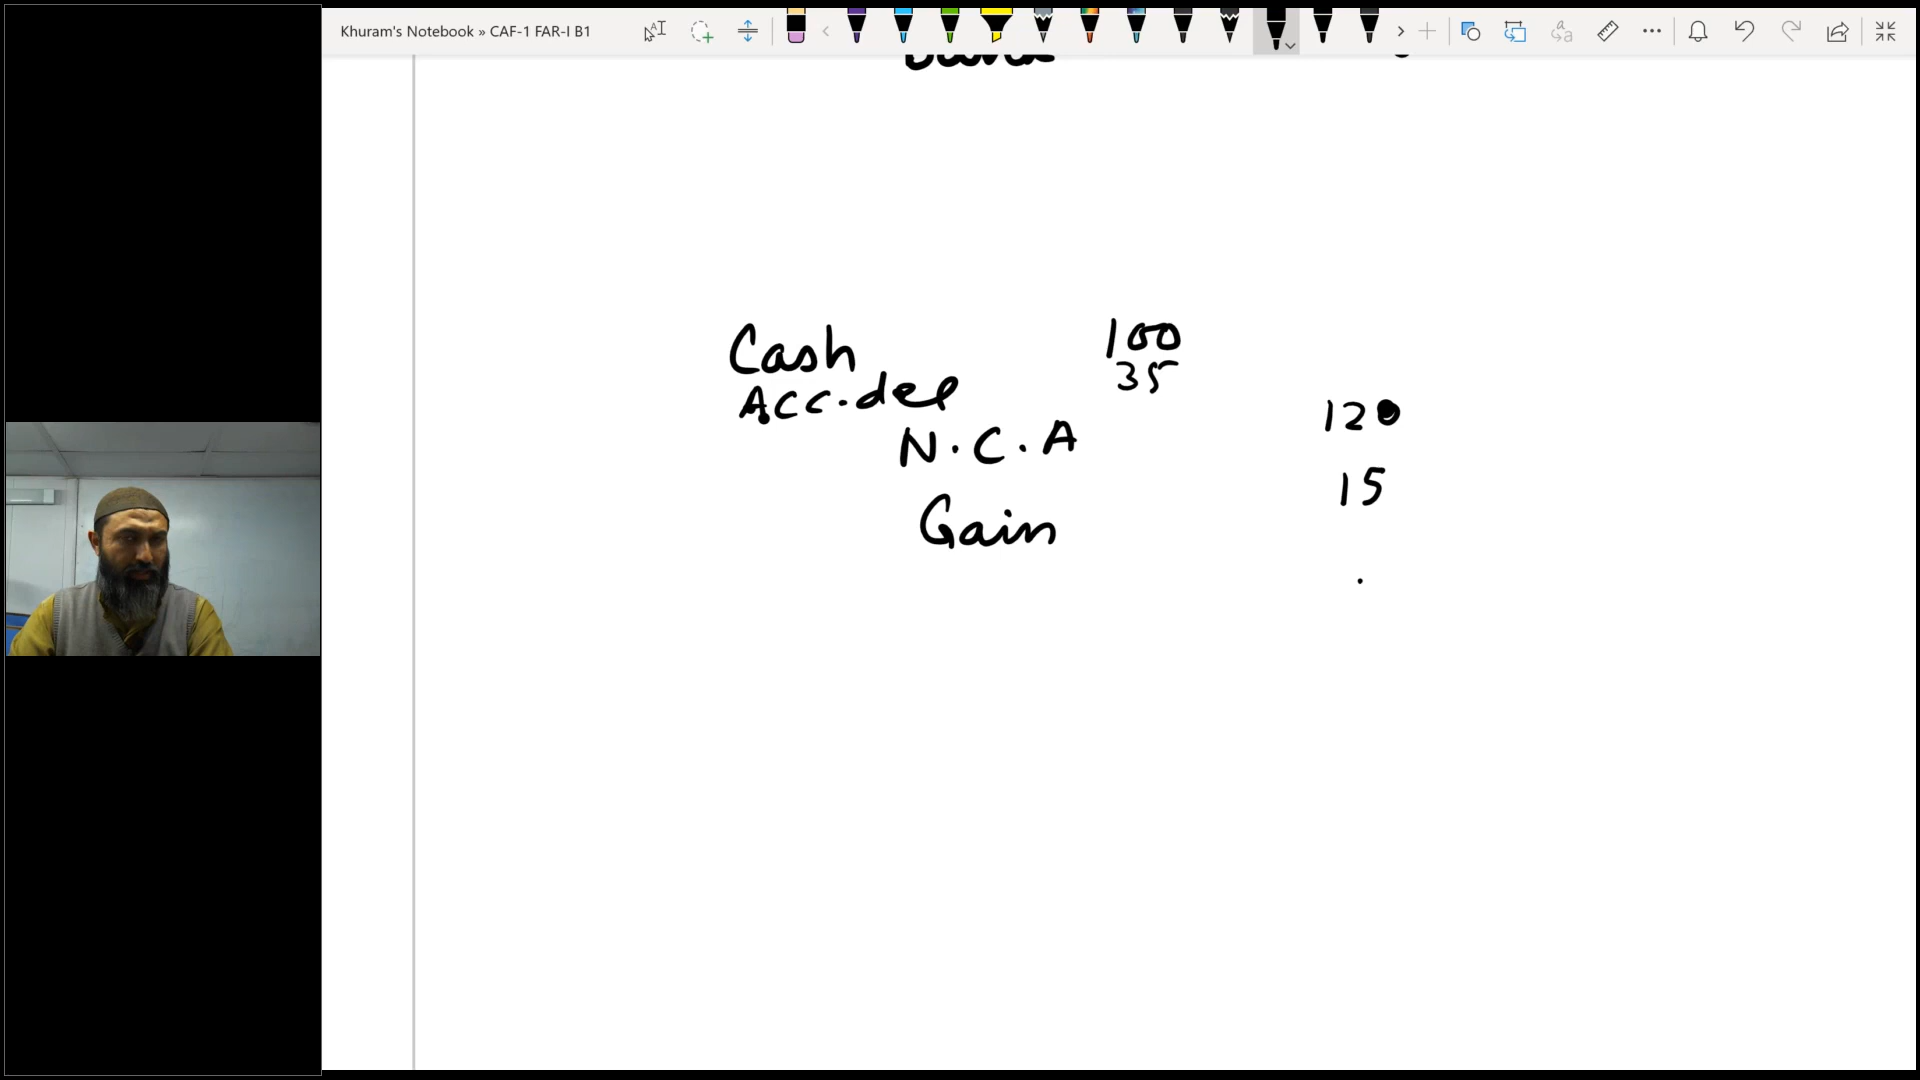 Khuram's Notebook » CAF-1 FAR-I B1
Cash 100
Acc.dep 35
N.C.A 120
Gain 15